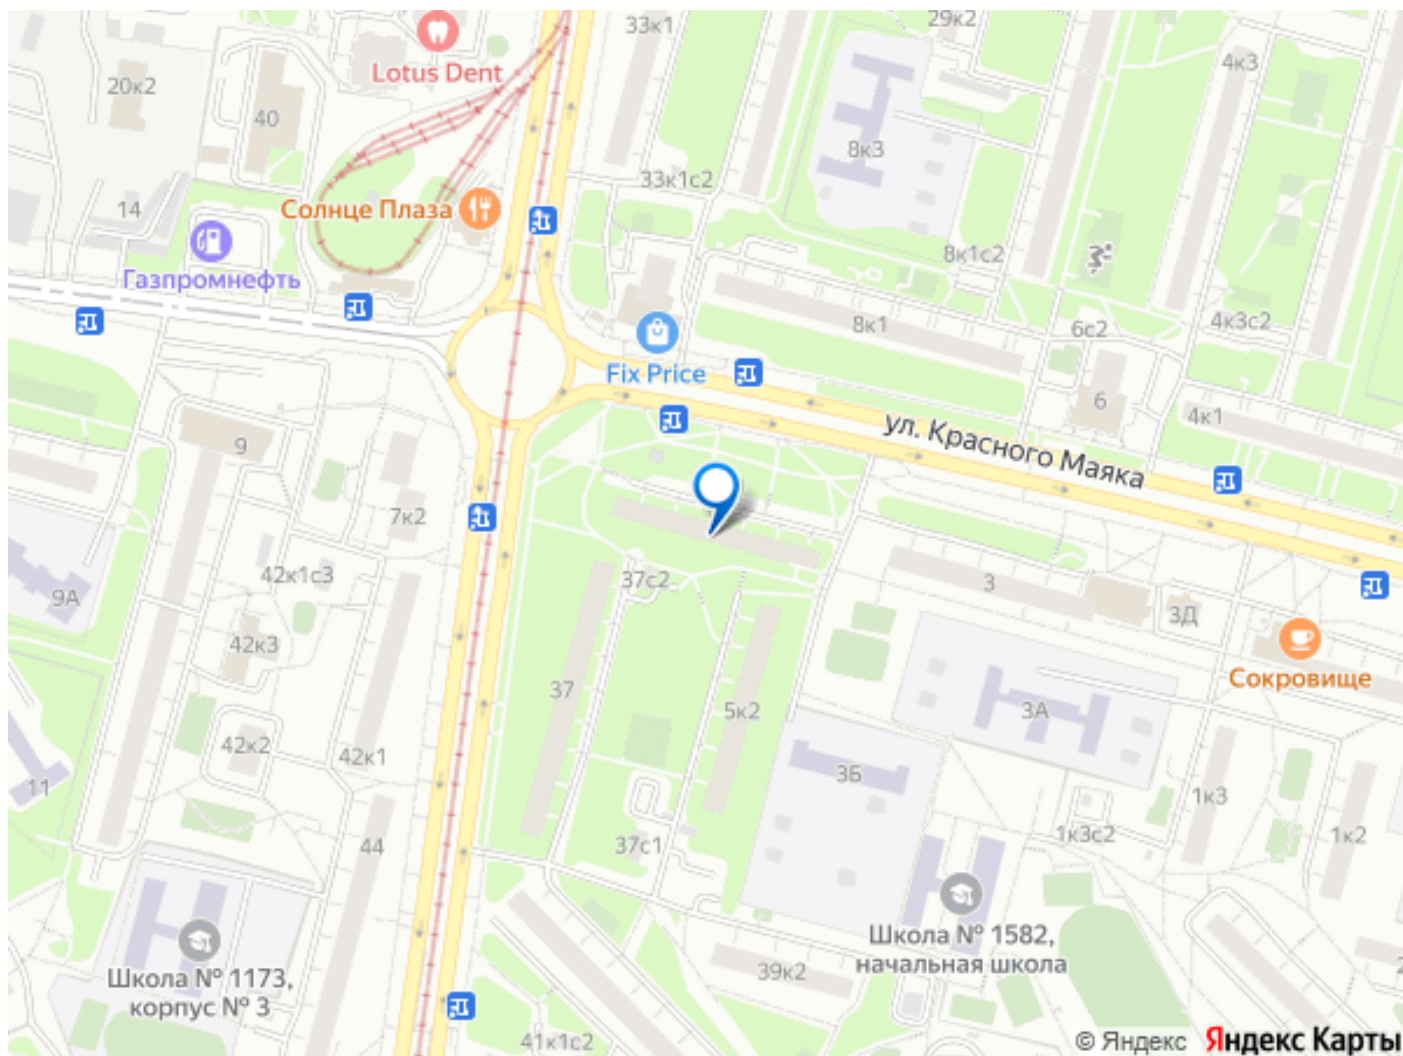 33к1
29к2
Lotus Dent
20к2
4к3
40
8к3
33к1с2
14
Солнце Плаза
8к1с2
Газпромнефть
8к1
6с2
4к3с2
Fix Price
6
4к1
ул. Красного Маяка
9
7к2
42к1с3
37с2
3
9А
3Д
42к3
Сокровище
37
5к2
3А
42к2
42к1
3Б
11
1к3
44
37с1
1к3с2
1к2
Школа № 1582,
начальная школа
Школа № 1173,
корпус № 3
39к2
2
41к1с2
© Яндекс Яндекс Карты